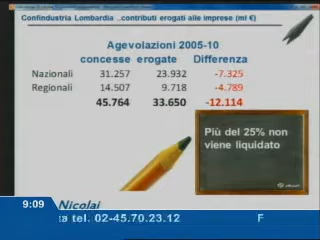 Confindustria Lombardia ..contributi erogati alle imprese (ml €)
Agevolazioni 2005-10
concesse erogate Differenza
Nazionali 31.257 23.932 -7.325
Regionali 14.507 9.718 -4.789
45.764 33.650 -12.114
Più del 25% non
viene liquidato
9:09 Nicolai
tel. 02-45.70.23.12 F